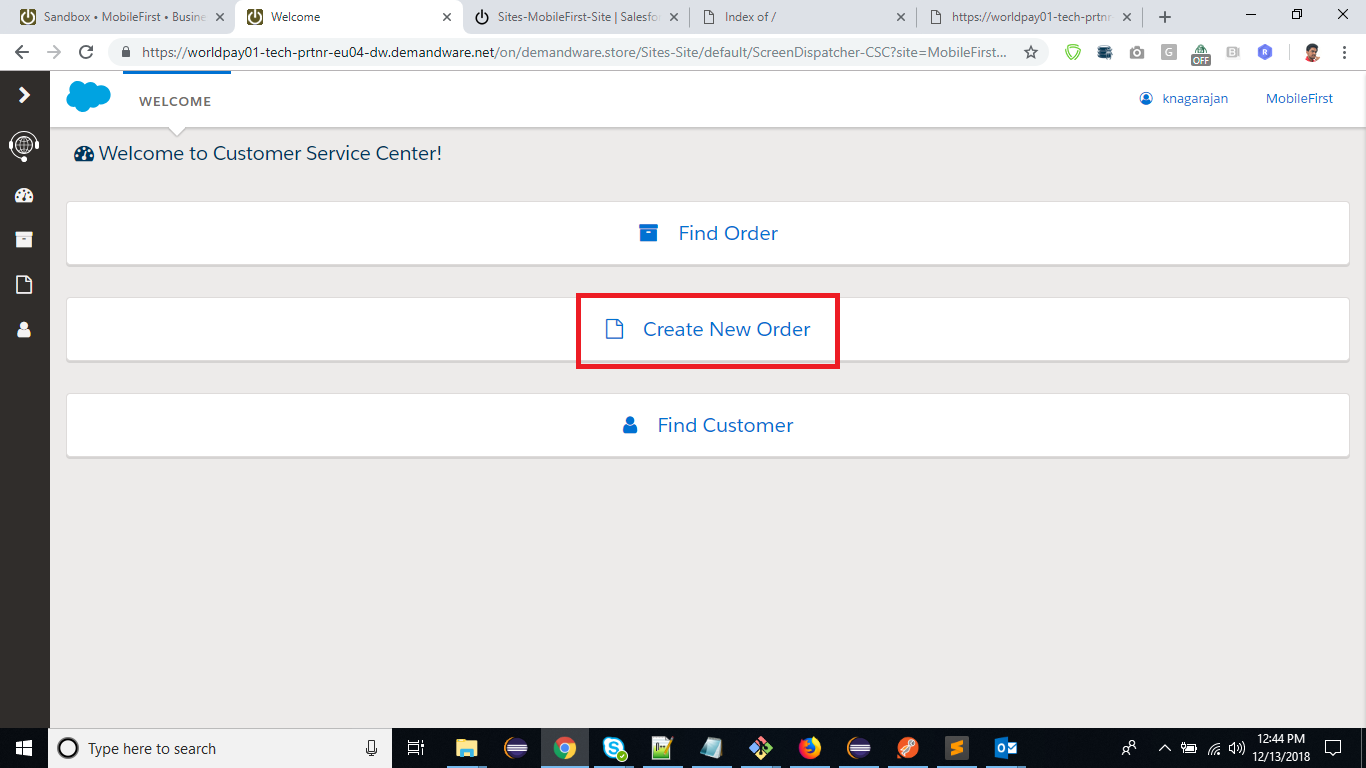 Sandbox • MobileFirst • Busine
Welcome
Sites-MobileFirst-Site | Salesfo
Index of /
https://worldpay01-tech-prtnr
https://worldpay01-tech-prtnr-eu04-dw.demandware.net/on/demandware.store/Sites-Site/default/ScreenDispatcher-CSC?site=MobileFirst...
G
OFF
R
WELCOME
knagarajan
MobileFirst
Welcome to Customer Service Center!
Find Order
Create New Order
Find Customer
Type here to search
12:44 PM
12/13/2018